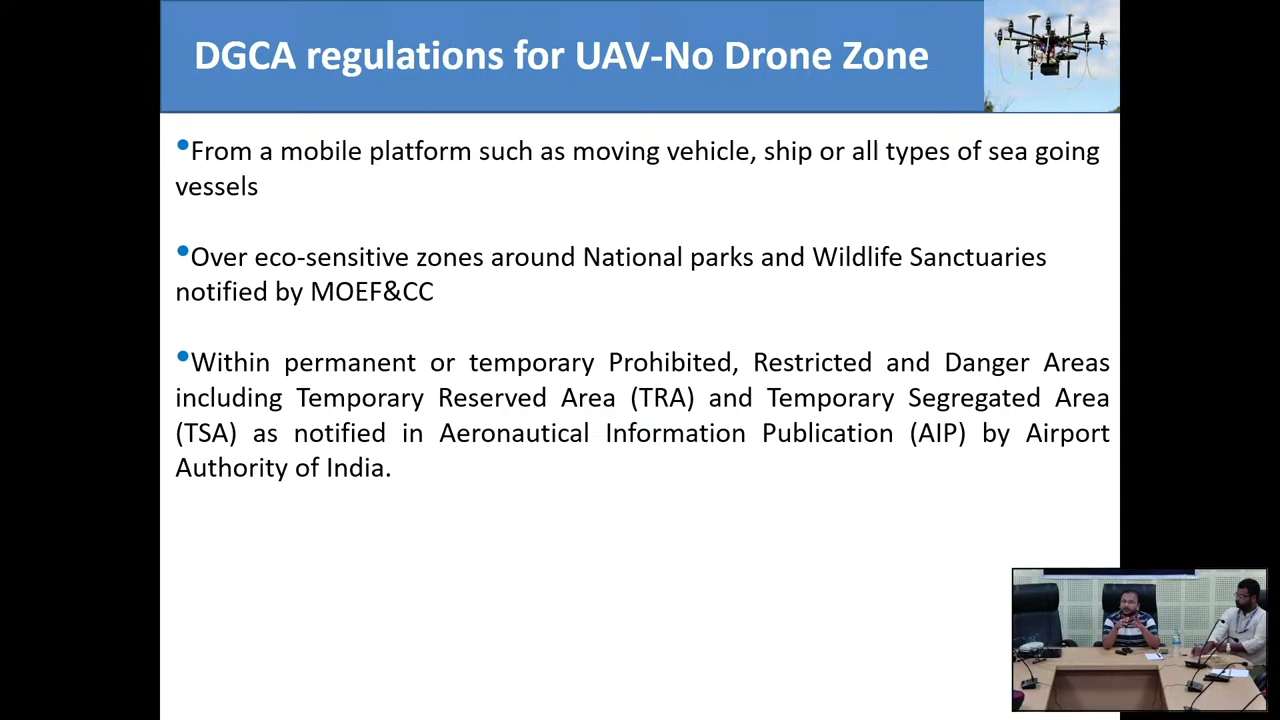 DGCA regulations for UAV-No Drone Zone
•From a mobile platform such as moving vehicle, ship or all types of sea going
vessels
•Over eco-sensitive zones around National parks and Wildlife Sanctuaries
notified by MOEF&CC
•Within permanent or temporary Prohibited, Restricted and Danger Areas
including Temporary Reserved Area (TRA) and Temporary Segregated Area
(TSA) as notified in Aeronautical Information Publication (AIP) by Airport
Authority of India.